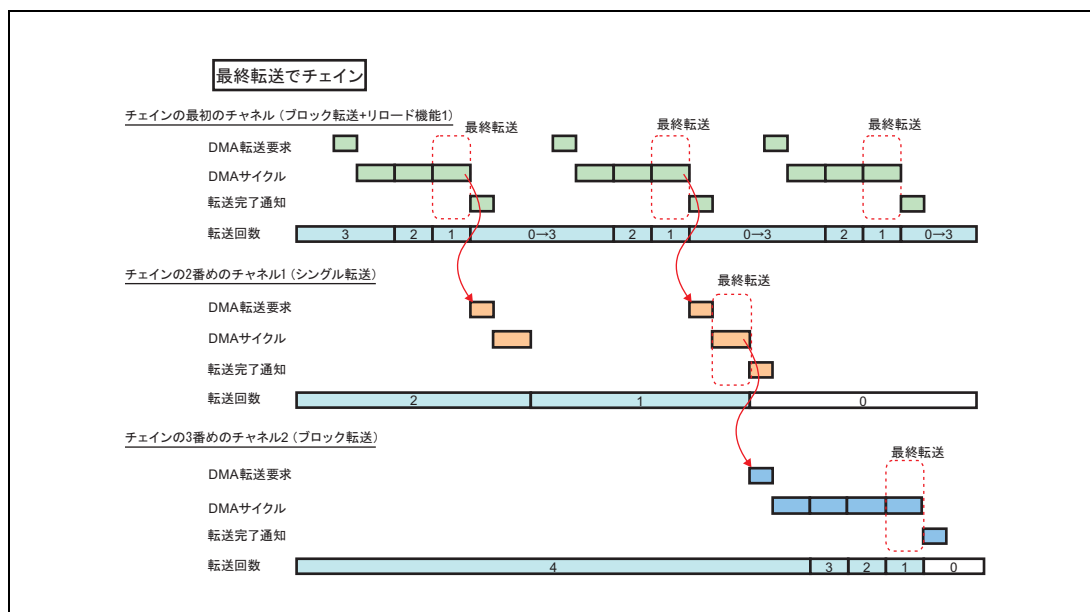 最終転送でチェイン
チェインの最初のチャネル (ブロック転送+リロード機能1)
最終転送 最終転送 最終転送
DMA転送要求
DMAサイクル
転送完了通知
転送回数 3 2 1 0→3 2 1 0→3 2 1 0→3
チェインの2番めのチャネル1 (シングル転送)
最終転送
DMA転送要求
DMAサイクル
転送完了通知
転送回数 2 1 0
チェインの3番めのチャネル2 (ブロック転送)
最終転送
DMA転送要求
DMAサイクル
転送完了通知
転送回数 4 3 2 1 0